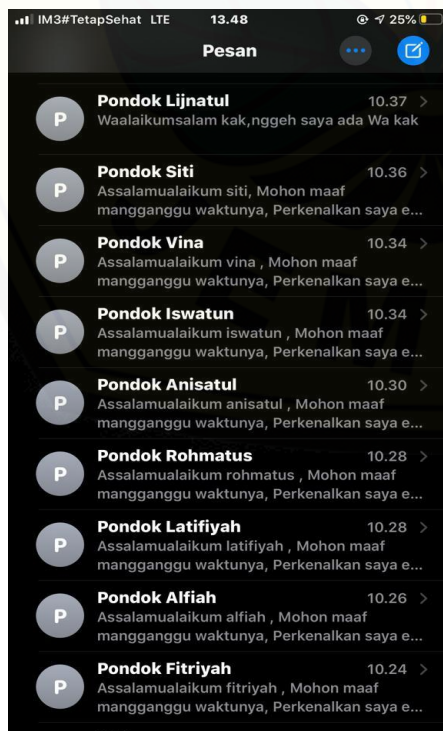 IM3#TetapSehat LTE 13.48 25%
Pesan
Pondok Lijnatul 10.37
P
Waalaikumsalam kak,nggeh saya ada Wa kak
Pondok Siti 10.36
P
Assalamualaikum siti, Mohon maaf
mangganggu waktunya, Perkenalkan saya e...
Pondok Vina 10.34
P
Assalamualaikum vina , Mohon maaf
mangganggu waktunya, Perkenalkan saya e...
Pondok Iswatun 10.34
P
Assalamualaikum iswatun , Mohon maaf
mangganggu waktunya, Perkenalkan saya e...
Pondok Anisatul 10.30
P
Assalamualaikum anisatul , Mohon maaf
mangganggu waktunya, Perkenalkan saya e...
Pondok Rohmatus 10.28
P
Assalamualaikum rohmatus , Mohon maaf
mangganggu waktunya, Perkenalkan saya e...
Pondok Latifiyah 10.28
P
Assalamualaikum latifiyah , Mohon maaf
mangganggu waktunya, Perkenalkan saya e...
Pondok Alfiah 10.26
P
Assalamualaikum alfiah , Mohon maaf
mangganggu waktunya, Perkenalkan saya e...
Pondok Fitriyah 10.24
P
Assalamualaikum fitriyah , Mohon maaf
mangganggu waktunya, Perkenalkan saya e...